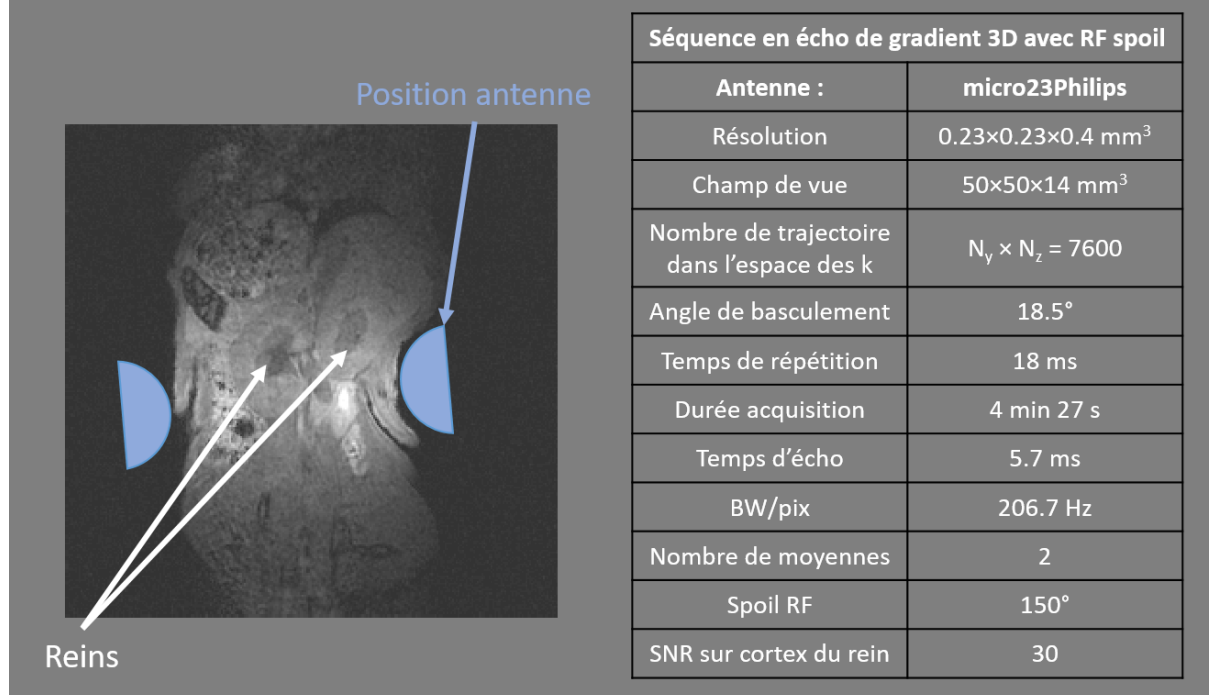 Position antenne
Reins
Séquence en écho de gradient 3D avec RF spoil
Antenne : micro23Philips
Résolution 0.23×0.23×0.4 mm³
Champ de vue 50×50×14 mm³
Nombre de trajectoire
dans l’espace des k
N_y × N_z = 7600
Angle de basculement 18.5°
Temps de répétition 18 ms
Durée acquisition 4 min 27 s
Temps d’écho 5.7 ms
BW/pix 206.7 Hz
Nombre de moyennes 2
Spoil RF 150°
SNR sur cortex du rein 30